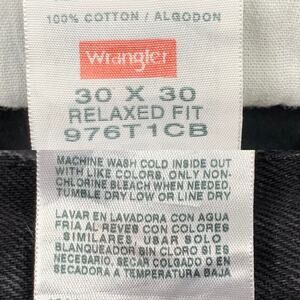 100% COTTON / ALGODON
Wrangler
30 X 30
RELAXED FIT
976T1CB
MACHINE WASH COLD INSIDE OUT
WITH LIKE COLORS, ONLY NON-
CHLORINE BLEACH WHEN NEEDED,
TUMBLE DRY LOW OR LINE DRY
LAVAR EN LAVADORA CON AGUA
FRIA AL REVES CON COLORES
SIMILARES, USAR SOLO
BLANQUEADOR SIN CLORO SI ES
NECESARIO, SECAR COLGADO O EN
SECADORA A TEMPERATURA BAJA